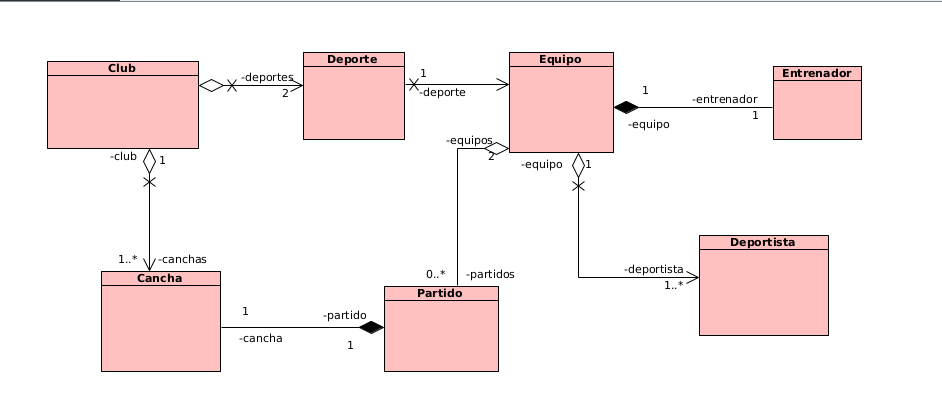 Club
Deporte
Equipo
Entrenador
-deportes
2
1
-deporte
1
-entrenador
1
-equipo
-equipos
2
-club
1
-equipo
1
Deportista
-deportista
1..*
1..*
-canchas
Cancha
0..*
-partidos
Partido
1
-partido
-cancha
1